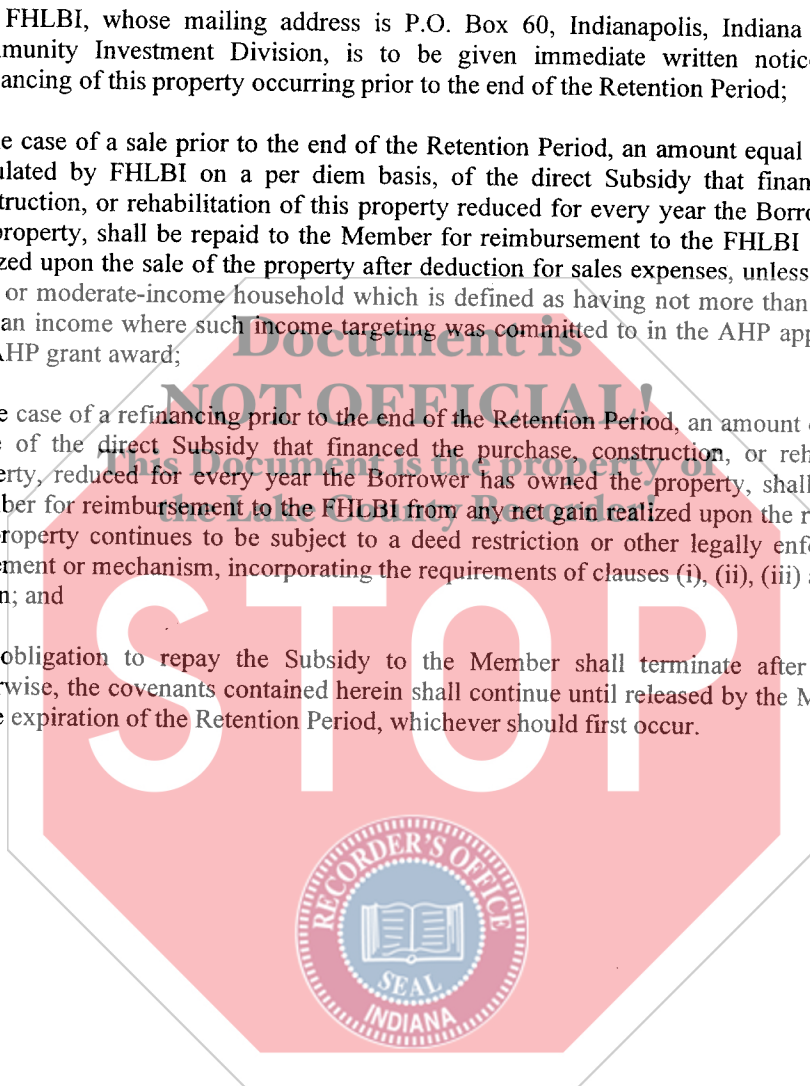 FHLBI, whose mailing address is P.O. Box 60, Indianapolis, Indiana
mmunity Investment Division, is to be given immediate written notice
ancing of this property occurring prior to the end of the Retention Period;
e case of a sale prior to the end of the Retention Period, an amount equal
ulated by FHLBI on a per diem basis, of the direct Subsidy that finan
truction, or rehabilitation of this property reduced for every year the Borro
property, shall be repaid to the Member for reimbursement to the FHLBI
zed upon the sale of the property after deduction for sales expenses, unless
or moderate-income household which is defined as having not more than
an income where such income targeting was committed to in the AHP app
AHP grant award;
e case of a refinancing prior to the end of the Retention Period, an amount
of the direct Subsidy that financed the purchase, construction, or reh
erty, reduced for every year the Borrower has owned the property, shall
ber for reimbursement to the FHLBI from any net gain realized upon the r
property continues to be subject to a deed restriction or other legally enfo
ement or mechanism, incorporating the requirements of clauses (i), (ii), (iii)
n; and
obligation to repay the Subsidy to the Member shall terminate after
rwise, the covenants contained herein shall continue until released by the M
e expiration of the Retention Period, whichever should first occur.
Document is
NOT OFFICIAL!
This Document is the property of
the Lake County Recorder!
STOP
RECORDER'S OFFICE
SEAL
INDIANA